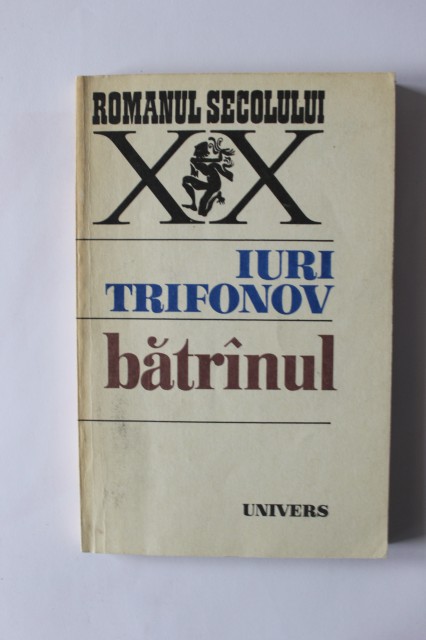 ROMANUL SECOLULUI
XX
IURI
TRIFONOV
bătrînul
UNIVERS